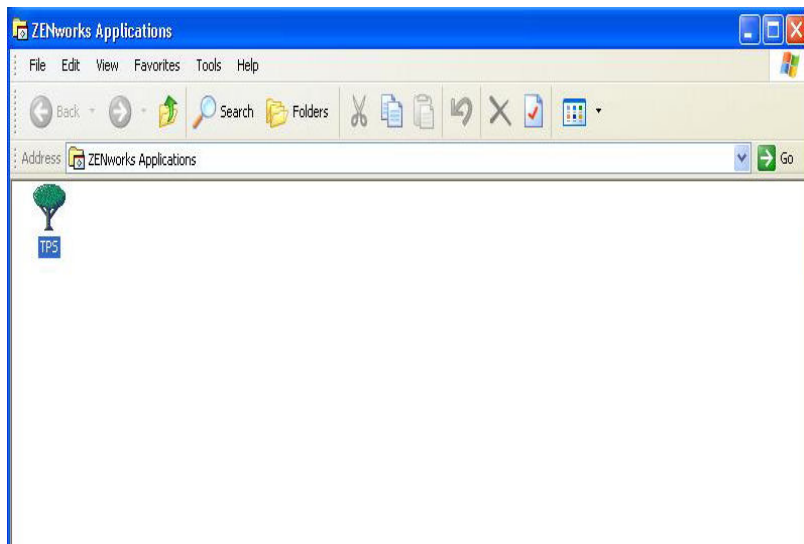 ZENworks Applications
File Edit View Favorites Tools Help
Back Search Folders
Address ZENworks Applications Go
TPS